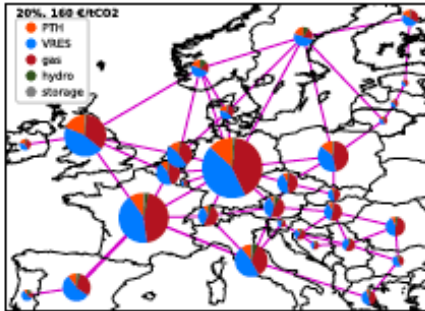 20%, 160 €/tCO2
PTH
VRES
gas
hydro
storage